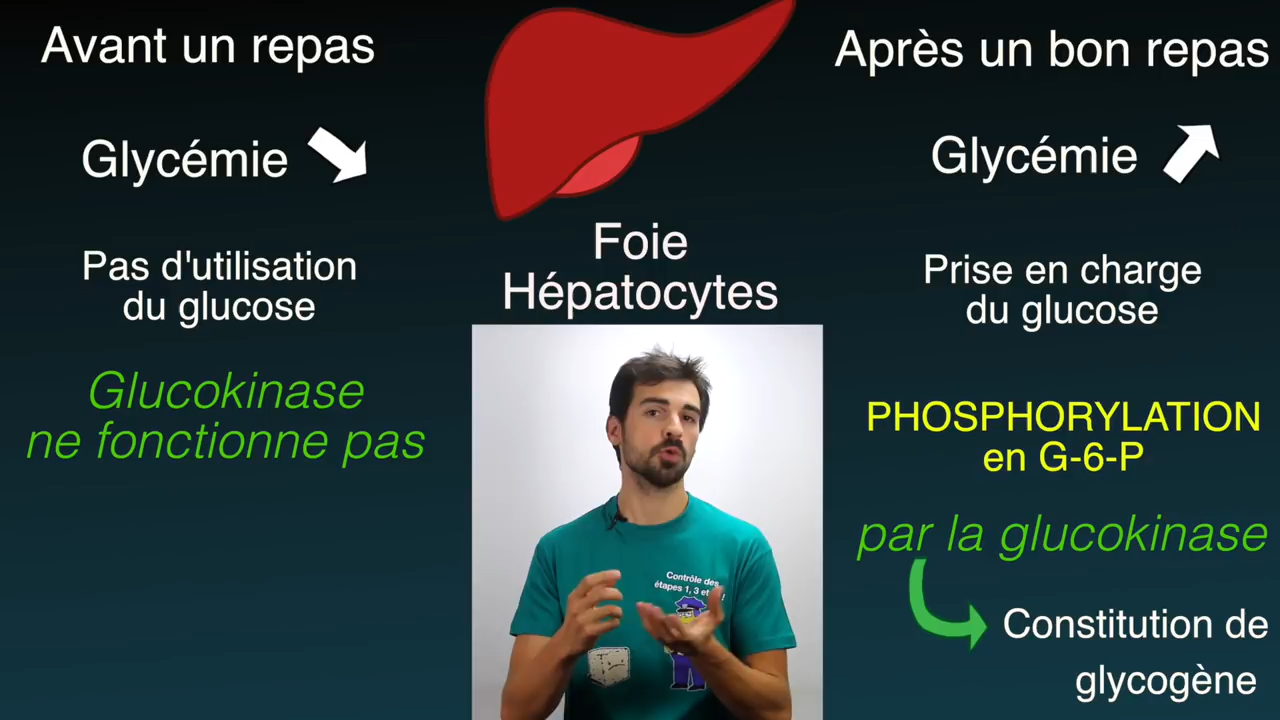 Avant un repas
Glycémie
Pas d'utilisation
du glucose
Glucokinase
ne fonctionne pas
Foie
Hépatocytes
Contrôle des
étapes 1, 3 et
Après un bon repas
Glycémie
Prise en charge
du glucose
PHOSPHORYLATION
en G-6-P
par la glucokinase
Constitution de
glycogène